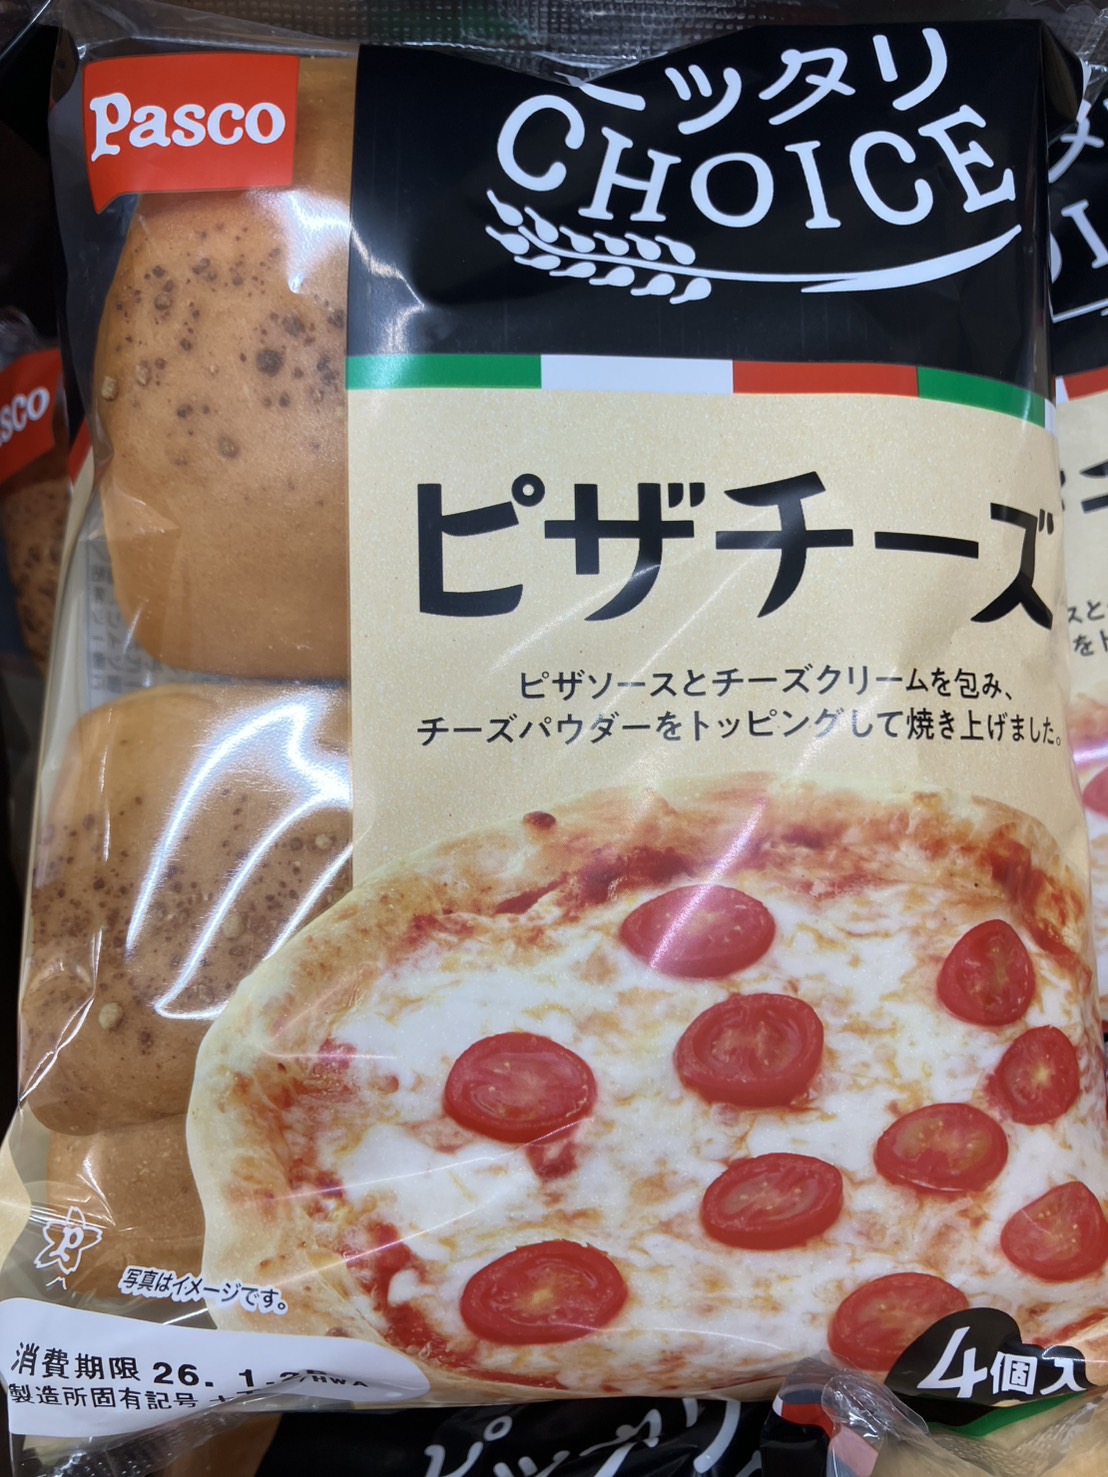 Pasco
ピッタリ
CHOICE
ピザチーズ
ピザソースとチーズクリームを包み、
チーズパウダーをトッピングして焼き上げました。
写真はイメージです。
消費期限 26. 1.
製造所固有記号
4個入